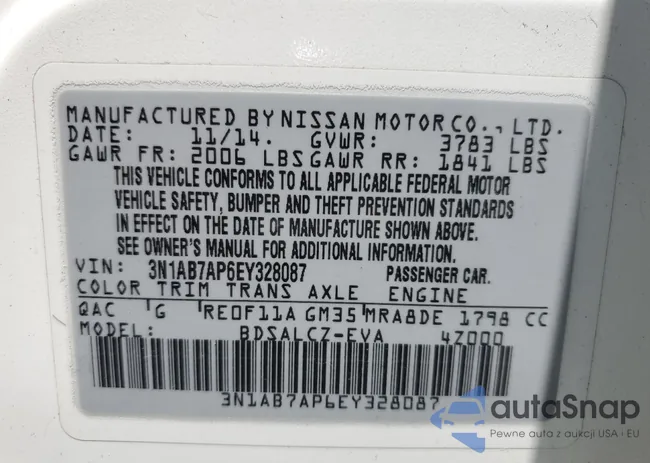 MANUFACTURED BY NISSAN MOTOR CO., LTD.
DATE: 11/14. GVWR: 3783 LBS
GAWR FR: 2006 LBS GAWR RR: 1841 LBS
THIS VEHICLE CONFORMS TO ALL APPLICABLE FEDERAL MOTOR
VEHICLE SAFETY, BUMPER AND THEFT PREVENTION STANDARDS
IN EFFECT ON THE DATE OF MANUFACTURE SHOWN ABOVE.
SEE OWNER'S MANUAL FOR ADDITIONAL INFORMATION.
VIN: 3N1AB7AP6EY328087 PASSENGER CAR.
COLOR TRIM TRANS AXLE ENGINE
QAC G RE0F11A GM35 MRA8DE 1798 CC
MODEL: BDSALCZ-EVA 4Z000
3N1AB7AP6EY328087
autoSnap
Pewne auta z aukcji USA - EU